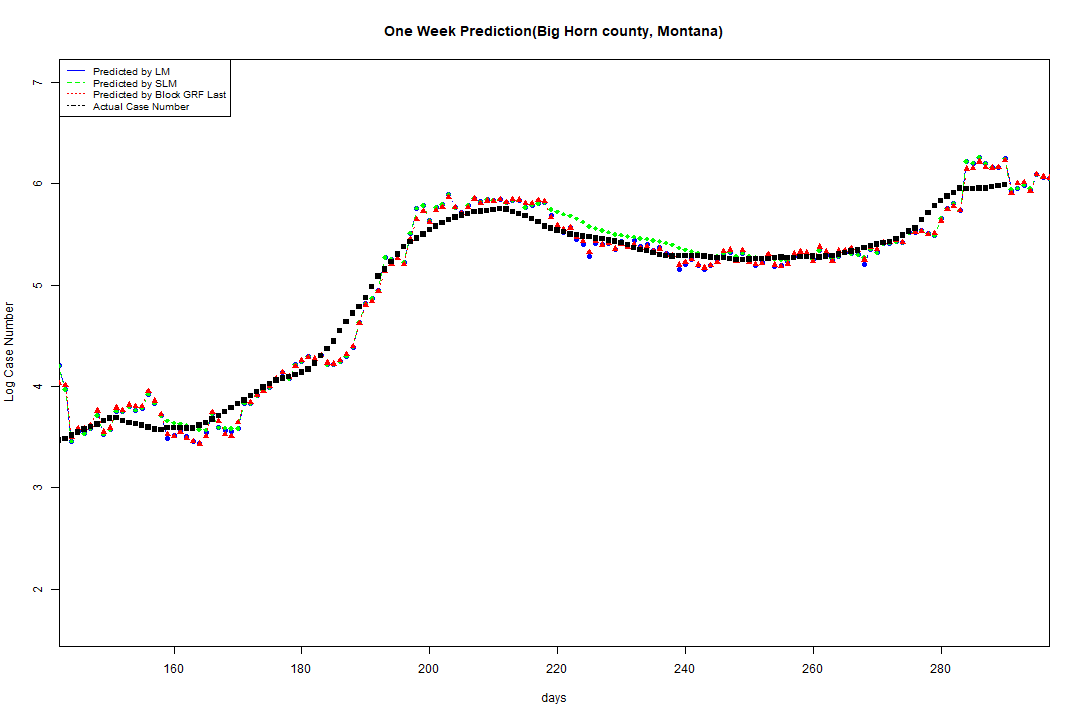 One Week Prediction(Big Horn county, Montana)
Predicted by LM
Predicted by SLM
Predicted by Block GRF Last
Actual Case Number
7
6
5
4
3
2
Log Case Number
160 180 200 220 240 260 280
days